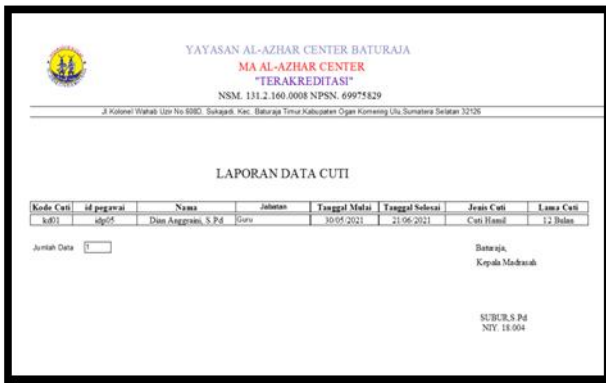 YAYASAN AL-AZHAR CENTER BATURAJA
MA AL-AZHAR CENTER
"TERAKREDITASI"
NSM. 131.2.160.0008 NPSN. 69975829
Jl Kolonel Wahab Uzir No.608D. Sukajadi. Kec. Baturaja Timur.Kabupaten Ogan Komering Ulu,Sumatera Selatan 32126
LAPORAN DATA CUTI
Kode Cuti id pegawai Nama Jabatan Tanggal Mulai Tanggal Selesai Jenis Cuti Lama Cuti
kd01 idp05 Dian Anggraini, S.Pd Guru 30/05/2021 21/06/2021 Cuti Hamil 12 Bulan
Jumlah Data 1
Baturaja,
Kepala Madrasah
SUBUR,S.Pd
NIY. 18.004